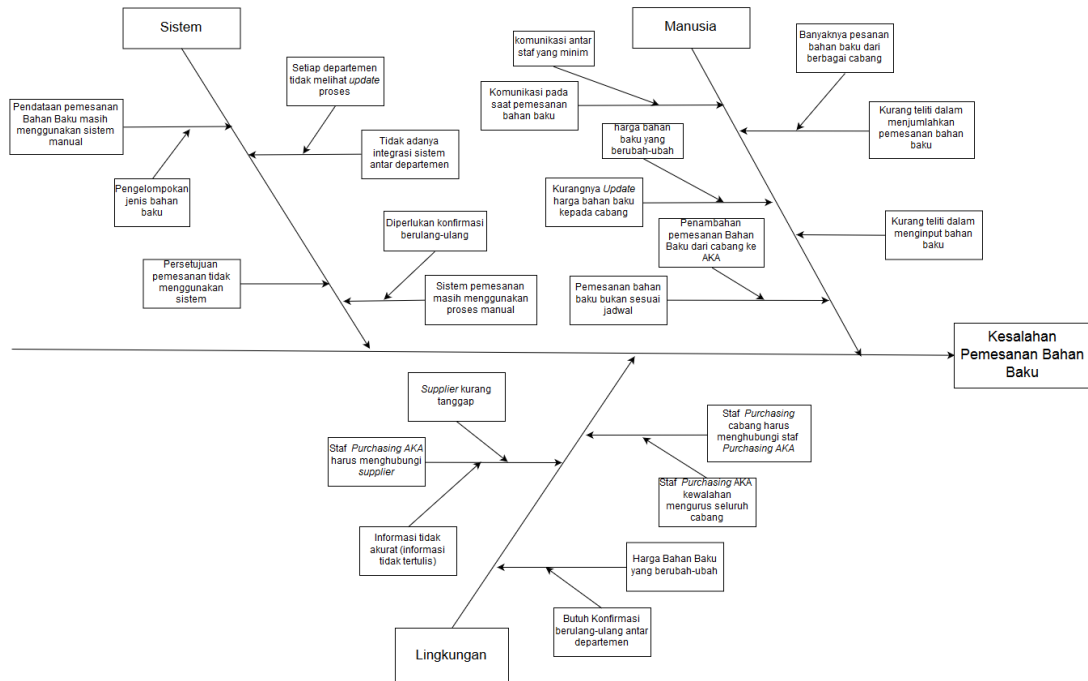 Sistem
Manusia
komunikasi antar
staf yang minim
Banyaknya pesanan
bahan baku dari
berbagai cabang
Setiap departemen
tidak melihat update
proses
Komunikasi pada
saat pemesanan
bahan baku
Pendataan pemesanan
Bahan Baku masih
menggunakan sistem
manual
Kurang teliti dalam
menjumlahkan
pemesanan bahan
baku
harga bahan
baku yang
berubah-ubah
Tidak adanya
integrasi sistem
antar departemen
Pengelompokan
jenis bahan
baku
Kurangnya Update
harga bahan baku
kepada cabang
Diperlukan konfirmasi
berulang-ulang
Penambahan
pemesanan Bahan
Baku dari cabang ke
AKA
Kurang teliti dalam
menginput bahan
baku
Persetujuan
pemesanan tidak
menggunakan
sistem
Sistem pemesanan
masih menggunakan
proses manual
Pemesanan bahan
baku bukan sesuai
jadwal
Kesalahan
Pemesanan Bahan
Baku
Supplier kurang
tanggap
Staf Purchasing
cabang harus
menghubungi staf
Purchasing AKA
Staf Purchasing AKA
harus menghubungi
supplier
Staf Purchasing AKA
kewalahan
mengurus seluruh
cabang
Informasi tidak
akurat (informasi
tidak tertulis)
Harga Bahan Baku
yang berubah-ubah
Butuh Konfirmasi
berulang-ulang antar
departemen
Lingkungan